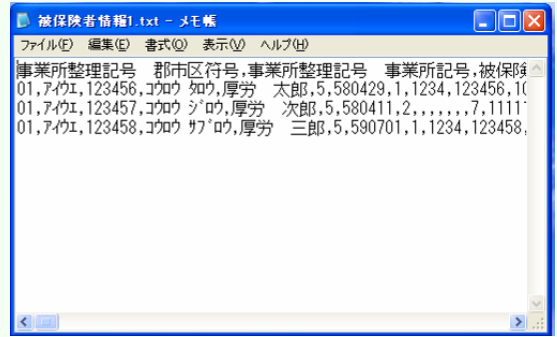 被保険者情報1.txt - メモ帳
ファイル(F) 編集(E) 書式(O) 表示(V) ヘルプ(H)
事業所整理記号　郡市区符号,事業所整理記号　事業所記号,被保険
01,ｱｲｳｴ,123456,ｺｳﾛｳ ﾀﾛｳ,厚労　太郎,5,580429,1,1234,123456,10
01,ｱｲｳｴ,123457,ｺｳﾛｳ ｼﾞﾛｳ,厚労　次郎,580411,2,,,,,,,7,11111
01,ｱｲｳｴ,123458,ｺｳﾛｳ ｻﾌﾞﾛｳ,厚労　三郎,5,590701,1,1234,123458,